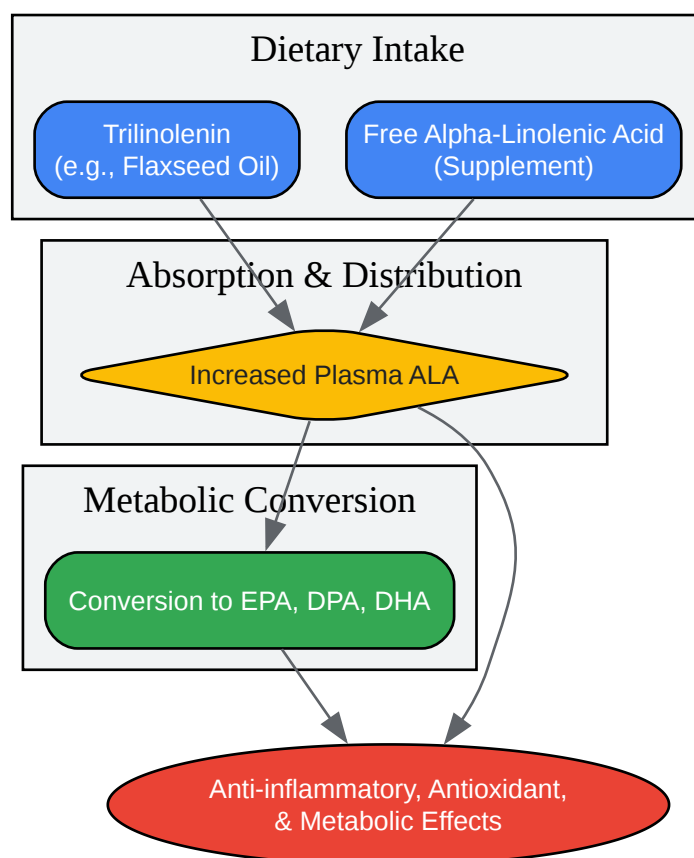 Dietary Intake
Trilinolenin
(e.g., Flaxseed Oil)
Free Alpha-Linolenic Acid
(Supplement)
Absorption & Distribution
Increased Plasma ALA
Metabolic Conversion
Conversion to EPA, DPA, DHA
Anti-inflammatory, Antioxidant,
& Metabolic Effects